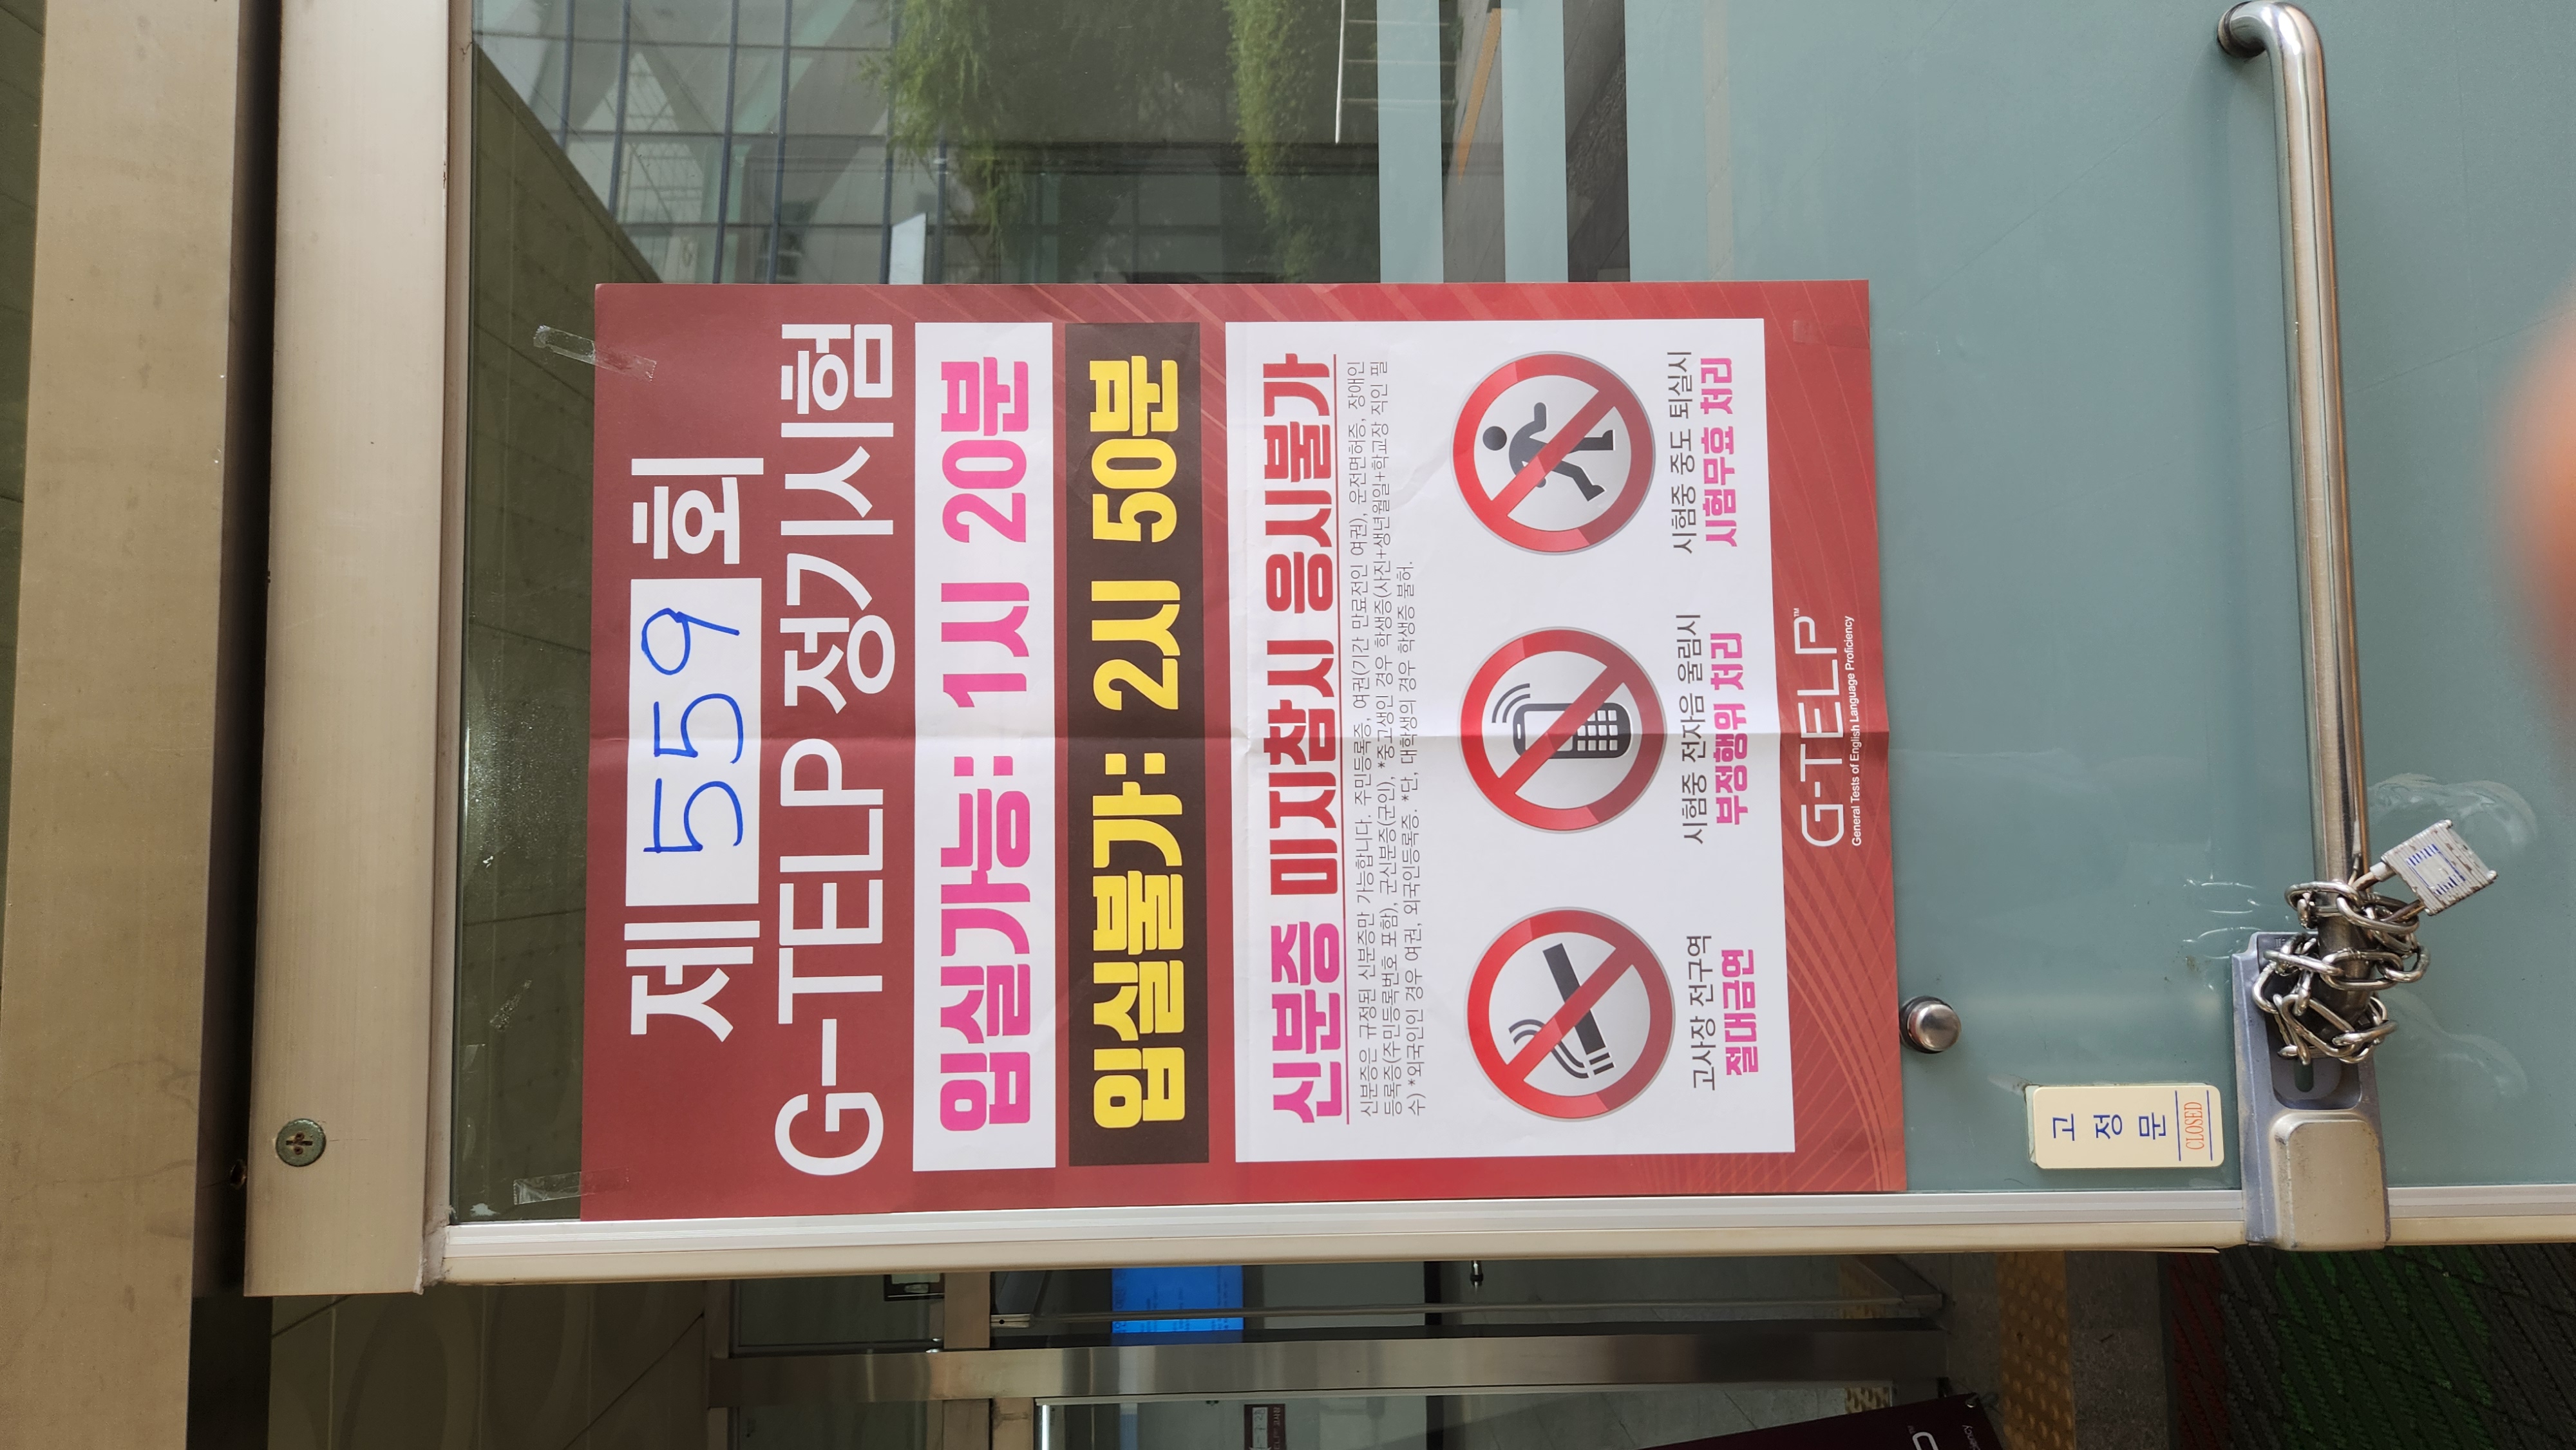 제 559 회
G-TELP 정기시험
입실가능: 1시 20분
입실불가: 2시 50분
신분증 미지참시 응시불가
신분증은 규정된 신분증만 가능합니다. 주민등록증, 여권(기간 만료전인 여권), 운전면허증, 장애인
등록증(주민등록번호 포함), 군신분증(군인), *중고생인 경우 학생증(사진+생년월일+학교장 직인 필
수) *외국인인 경우 여권, 외국인등록증. *단, 대학생의 경우 학생증 불허.
고사장 전구역
절대금연
시험중 전자음 울림시
부정행위 처리
시험중 중도 퇴실시
시험무효 처리
G-TELP™
General Tests of English Language Proficiency
고
정
문
CLOSED